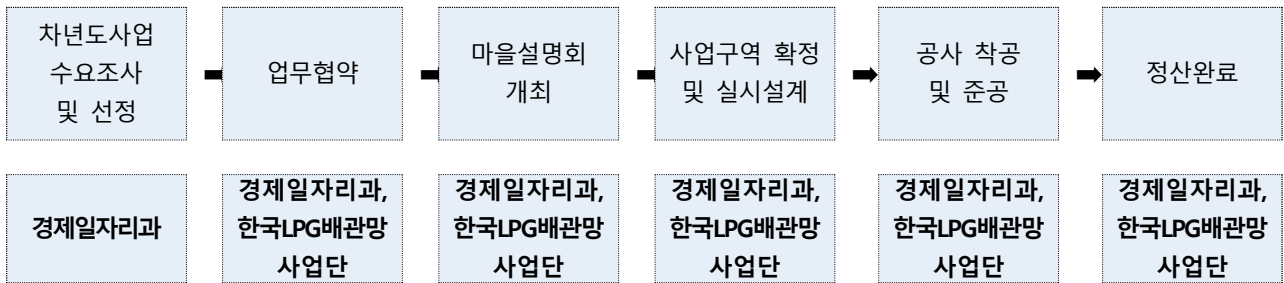 차년도사업
수요조사
및 선정
업무협약
마을설명회
개최
사업구역 확정
및 실시설계
공사 착공
및 준공
정산완료
경제일자리과
경제일자리과,
한국LPG배관망
사업단
경제일자리과,
한국LPG배관망
사업단
경제일자리과,
한국LPG배관망
사업단
경제일자리과,
한국LPG배관망
사업단
경제일자리과,
한국LPG배관망
사업단